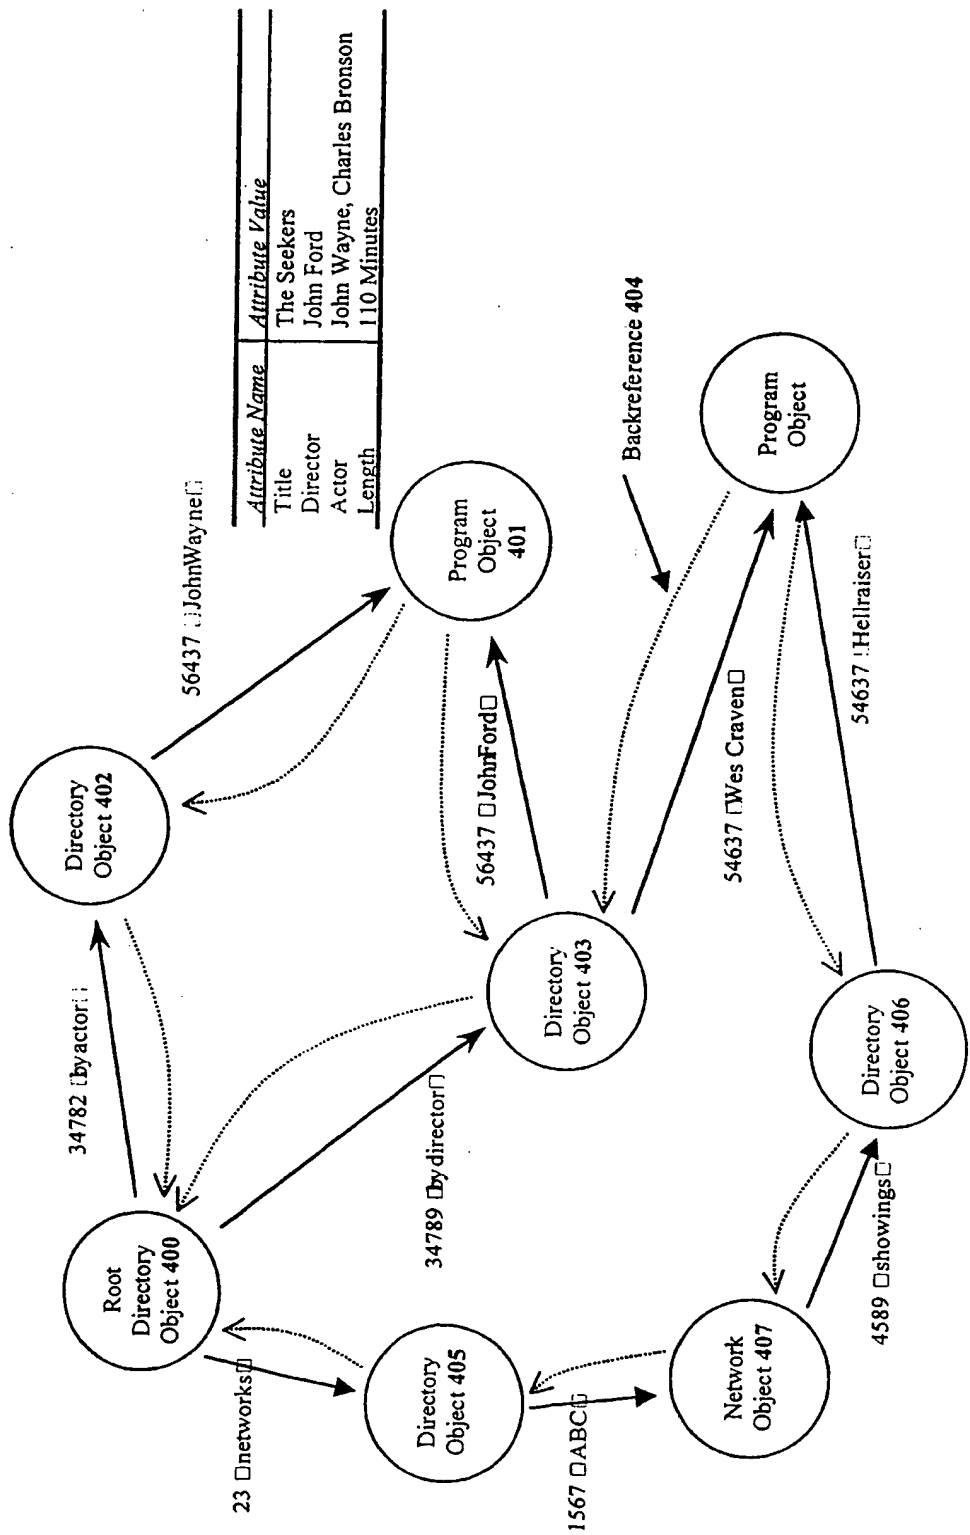 Attribute Name Attribute Value
Title The Seekers
Director John Ford
Actor John Wayne, Charles Bronson
Length 110 Minutes
34782 □byactor□
Directory
Object 402
56437 □JohnWayne□
Root
Directory
Object 400
Program
Object
401
34789 □bydirector□
Directory
Object 403
56437 □JohnFord□
Backreference 404
23 □networks□
Directory
Object 405
54637 □Wes Craven□
Program
Object
1567 □ABC□
Network
Object 407
4589 □showings□
Directory
Object 406
54637 □Hellraiser□